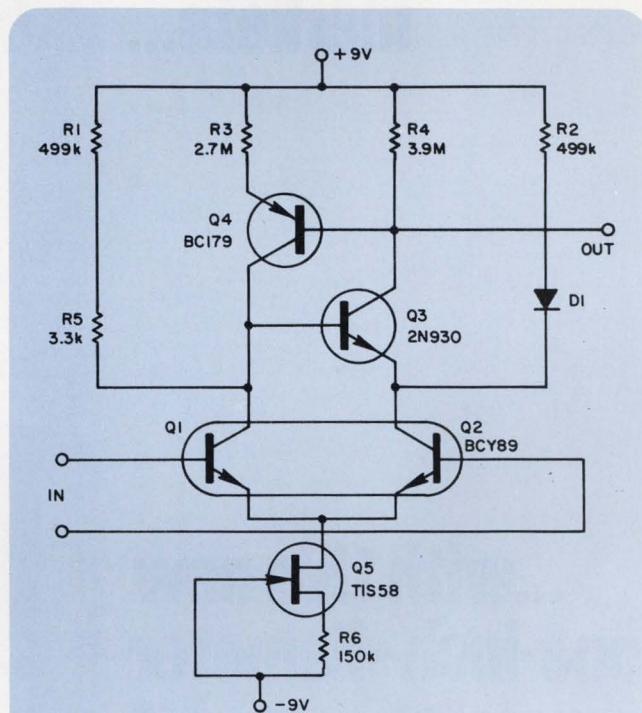 +9V
R1
499k
R3
2.7M
R4
3.9M
R2
499k
Q4
BC179
OUT
R5
3.3k
Q3
2N930
D1
Q1
Q2
BCY89
IN
Q5
TIS58
R6
150k
-9V